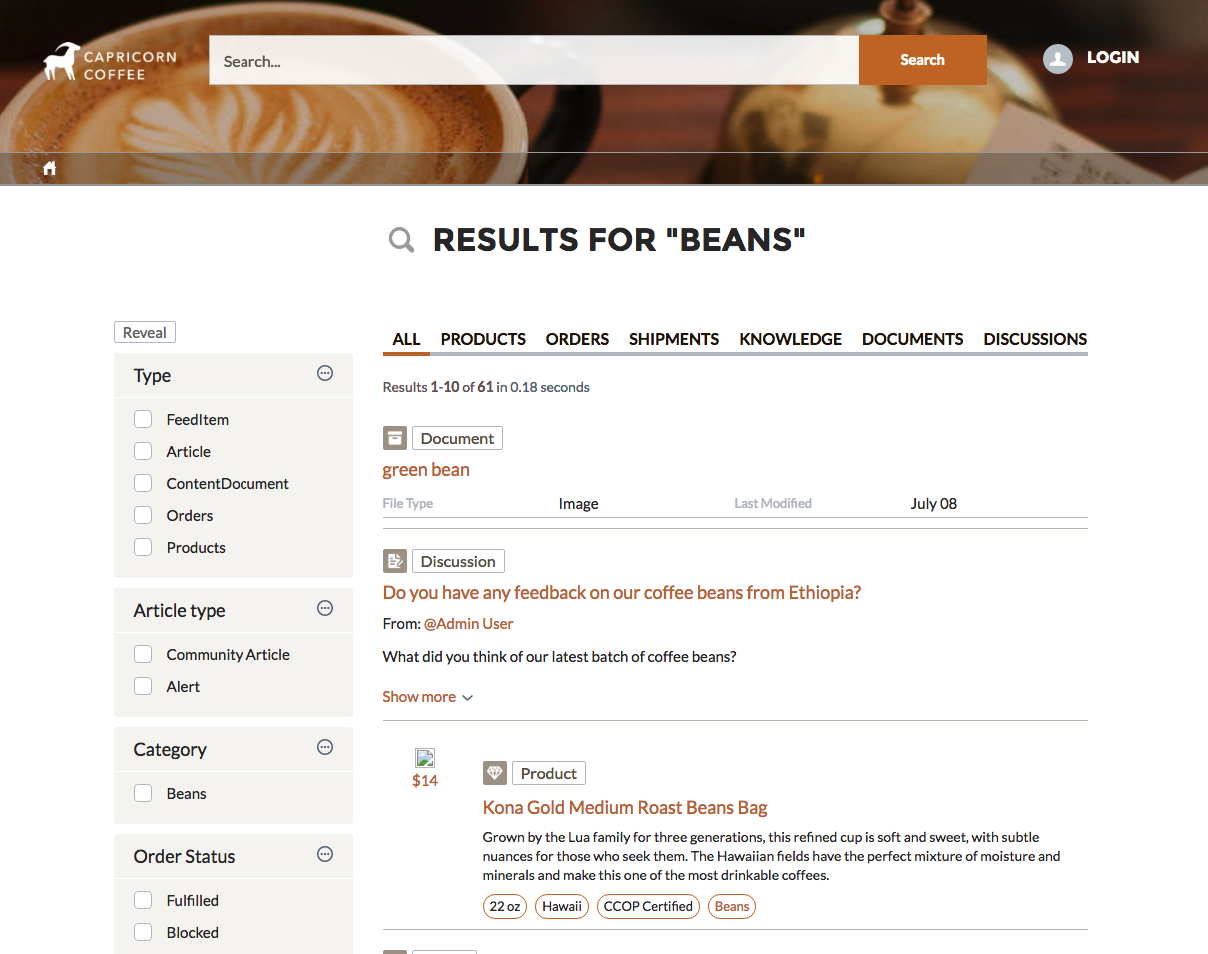 CAPRICORN
COFFEE
Search...
Search
LOGIN
RESULTS FOR "BEANS"
Reveal
Type
FeedItem
Article
ContentDocument
Orders
Products
Article type
Community Article
Alert
Category
Beans
Order Status
Fulfilled
Blocked
ALL PRODUCTS ORDERS SHIPMENTS KNOWLEDGE DOCUMENTS DISCUSSIONS
Results 1-10 of 61 in 0.18 seconds
Document
green bean
File Type Image Last Modified July 08
Discussion
Do you have any feedback on our coffee beans from Ethiopia?
From: @Admin User
What did you think of our latest batch of coffee beans?
Show more
$14
Product
Kona Gold Medium Roast Beans Bag
Grown by the Lua family for three generations, this refined cup is soft and sweet, with subtle
nuances for those who seek them. The Hawaiian fields have the perfect mixture of moisture and
minerals and make this one of the most drinkable coffees.
22 oz Hawaii CCOP Certified Beans